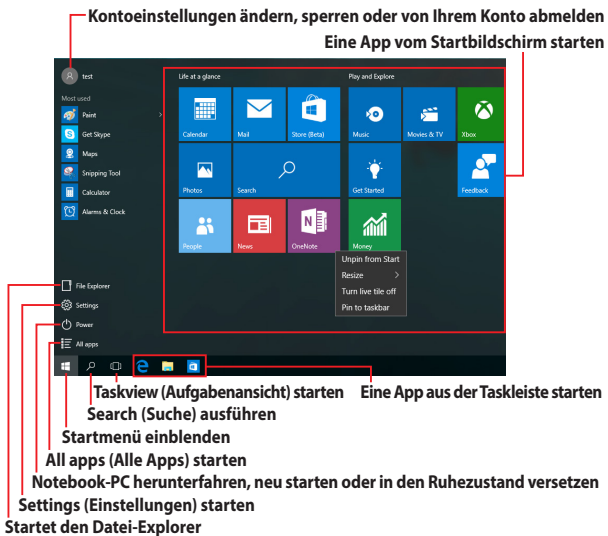 Kontoeinstellungen ändern, sperren oder von Ihrem Konto abmelden
Eine App vom Startbildschirm starten
test
Most used
Paint
Get Skype
Maps
Snipping Tool
Calculator
Alarms & Clock
File Explorer
Settings
Power
All apps
Life at a glance
Play and Explore
Calendar
Mail
Store (Beta)
Music
Movies & TV
Xbox
Photos
Search
Get Started
Feedback
People
News
OneNote
Money
Unpin from Start
Resize
Turn live tile off
Pin to taskbar
Taskview (Aufgabenansicht) starten
Eine App aus der Taskleiste starten
Search (Suche) ausführen
Startmenü einblenden
All apps (Alle Apps) starten
Notebook-PC herunterfahren, neu starten oder in den Ruhezustand versetzen
Settings (Einstellungen) starten
Startet den Datei-Explorer